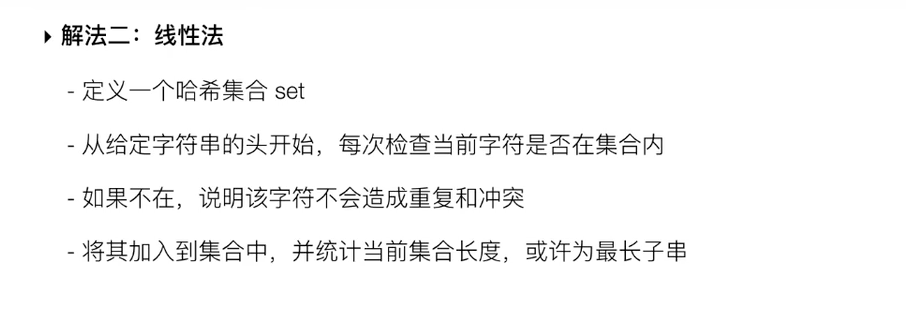 解法二：线性法
- 定义一个哈希集合 set
- 从给定字符串的头开始，每次检查当前字符是否在集合内
- 如果不在，说明该字符不会造成重复和冲突
- 将其加入到集合中，并统计当前集合长度，或许为最长子串